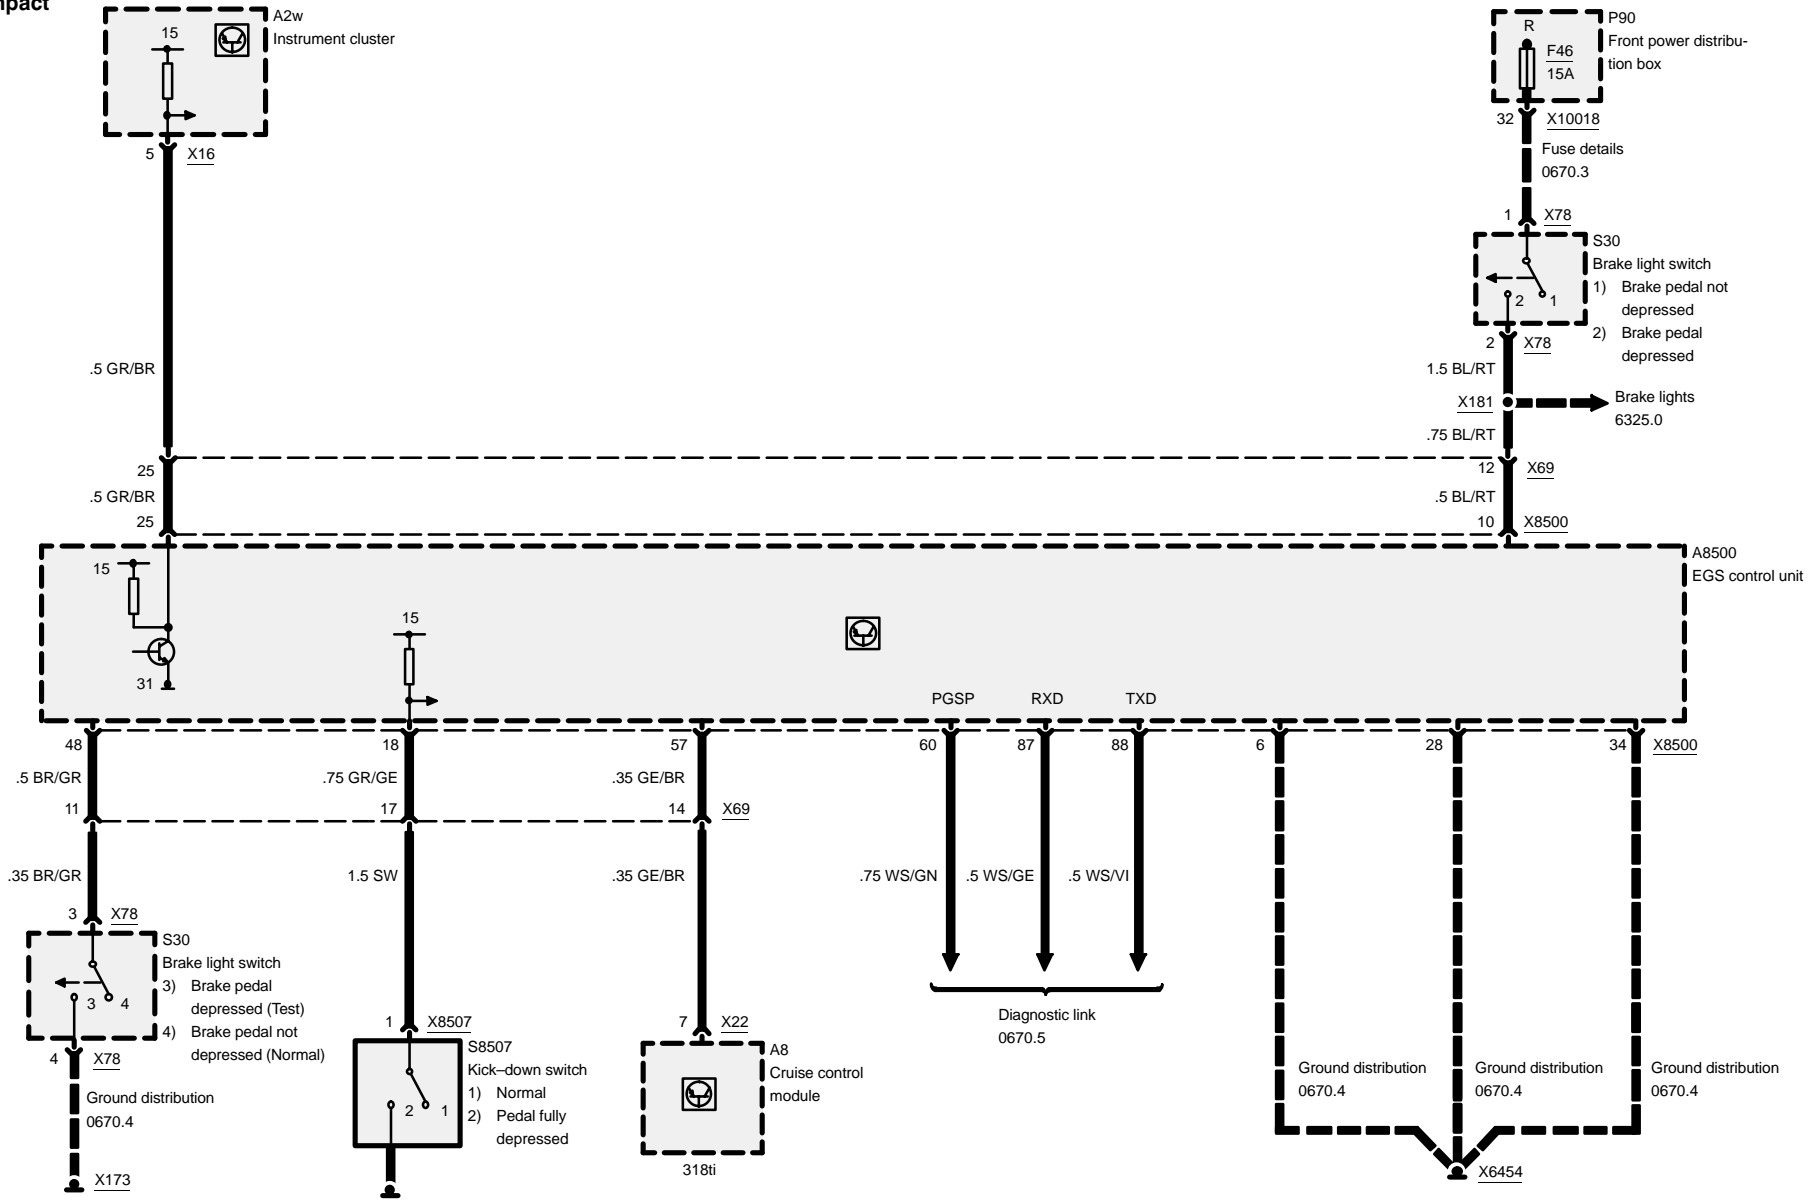 mpact
A2w
Instrument cluster
15
5 X16
R
F46
15A
P90
Front power distribu-
tion box
32 X10018
Fuse details
0670.3
1 X78
S30
Brake light switch
1) Brake pedal not
depressed
2) Brake pedal
depressed
2 1
2 X78
.5 GR/BR
1.5 BL/RT
X181
Brake lights
6325.0
.75 BL/RT
25
12 X69
.5 GR/BR
.5 BL/RT
25
10 X8500
A8500
EGS control unit
15
31
15
PGSP RXD TXD
48 18 57 60 87 88 6 28 34 X8500
.5 BR/GR .75 GR/GE .35 GE/BR
11 17 14 X69
.35 BR/GR 1.5 SW .35 GE/BR .75 WS/GN .5 WS/GE .5 WS/VI
3 X78
S30
Brake light switch
3) Brake pedal
depressed (Test)
4) Brake pedal not
depressed (Normal)
3 4
4 X78
Ground distribution
0670.4
X173
1 X8507
S8507
Kick–down switch
1) Normal
2) Pedal fully
depressed
2 1
7 X22
A8
Cruise control
module
318ti
Diagnostic link
0670.5
Ground distribution
0670.4
Ground distribution
0670.4
Ground distribution
0670.4
X6454